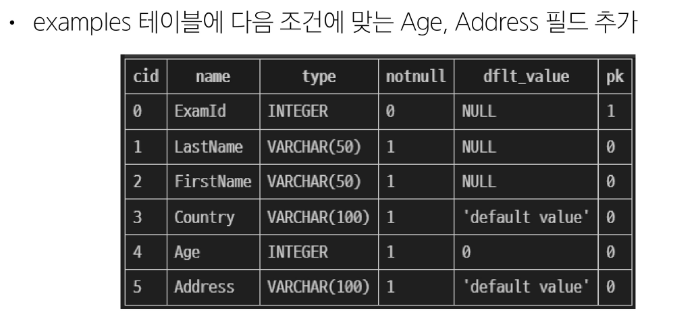 • examples 테이블에 다음 조건에 맞는 Age, Address 필드 추가
cid name type notnull dflt_value pk
0 ExamId INTEGER 0 NULL 1
1 LastName VARCHAR(50) 1 NULL 0
2 FirstName VARCHAR(50) 1 NULL 0
3 Country VARCHAR(100) 1 'default value' 0
4 Age INTEGER 1 0 0
5 Address VARCHAR(100) 1 'default value' 0